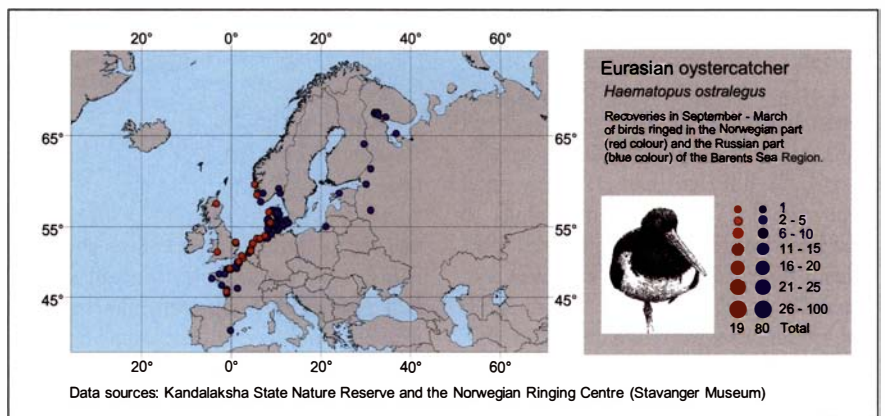 20° 0° 20° 40° 60°
65° 65°
55° 55°
45° 45°
20° 0° 20° 40° 60°
Eurasian oystercatcher
Haematopus ostralegus
Recoveries in September - March
of birds ringed in the Norwegian part
(red colour) and the Russian part
(blue colour) of the Barents Sea Region.
1
2 - 5
6 - 10
11 - 15
16 - 20
21 - 25
26 - 100
19 80 Total
Data sources: Kandalaksha State Nature Reserve and the Norwegian Ringing Centre (Stavanger Museum)